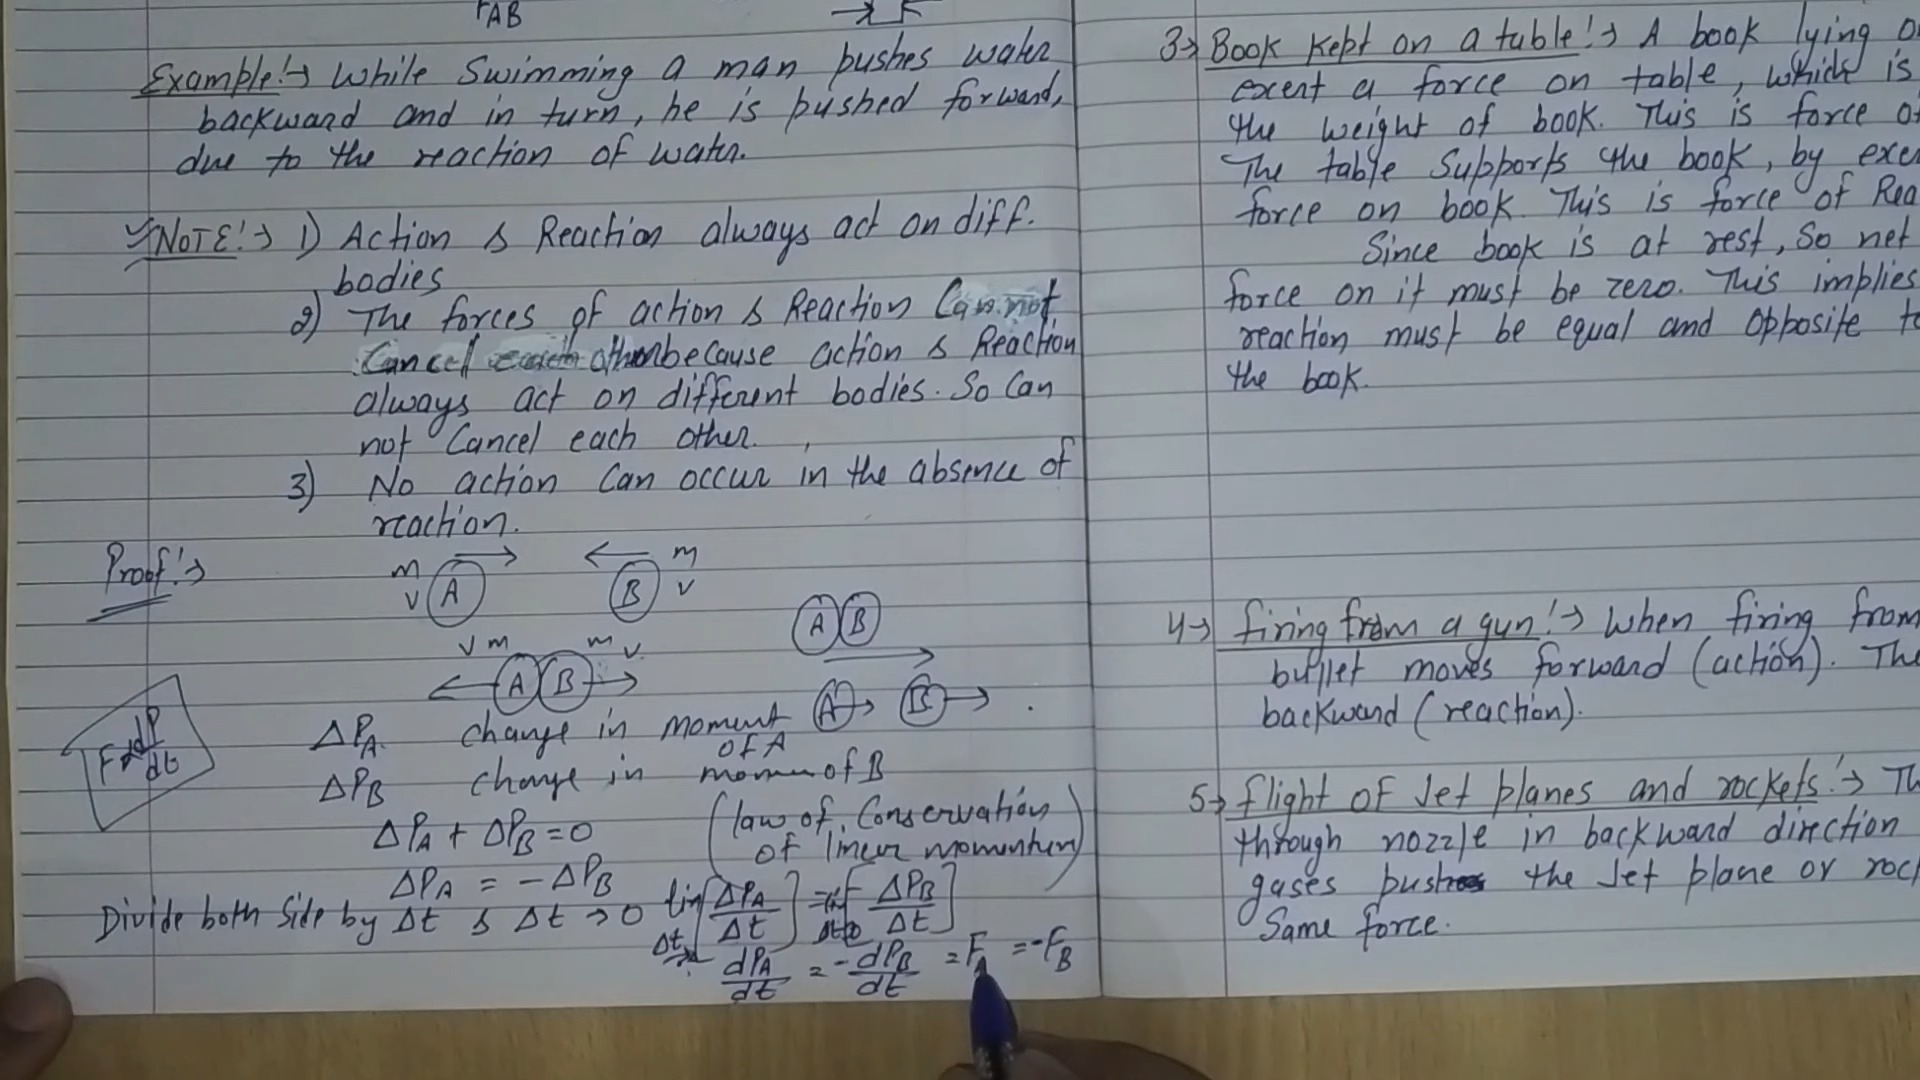 FAB
Example:→ While Swimming a man pushes water
backward and in turn, he is pushed forward,
due to the reaction of water.
NOTE:→ 1) Action & Reaction always act on diff.
bodies
2) The forces of action & Reaction Can not
Cancel each other because action & Reaction
always act on different bodies. So Can
not Cancel each other.
3) No action Can occur in the absence of
reaction.
Proof:→
m
V A
B m
V
A B
V m m V
A B
A B
F=dP/dt
ΔPA change in moment
of A
ΔPB change in momen of B
ΔPA + ΔPB = 0 (law of Conservation
of linear momentum)
ΔPA = -ΔPB
Divide both Side by Δt & Δt → 0 lim [ΔPA/Δt] = [ΔPB/Δt]
Δt→
dPA/dt = -dPB/dt = F = -FB
3→ Book Kept on a table:→ A book lying
exert a force on table, which is
the weight of book. This is force
The table Supports the book, by
force on book. This is force of
Since book is at rest, So net
force on it must be zero. This implies
reaction must be equal and opposite
the book.
4→ firing from a gun:→ When firing from
bullet moves forward (action). The
backward (reaction).
5→ flight of Jet planes and rockets:→
through nozzle in backward direction
gases pushes the Jet plane or
Same force.